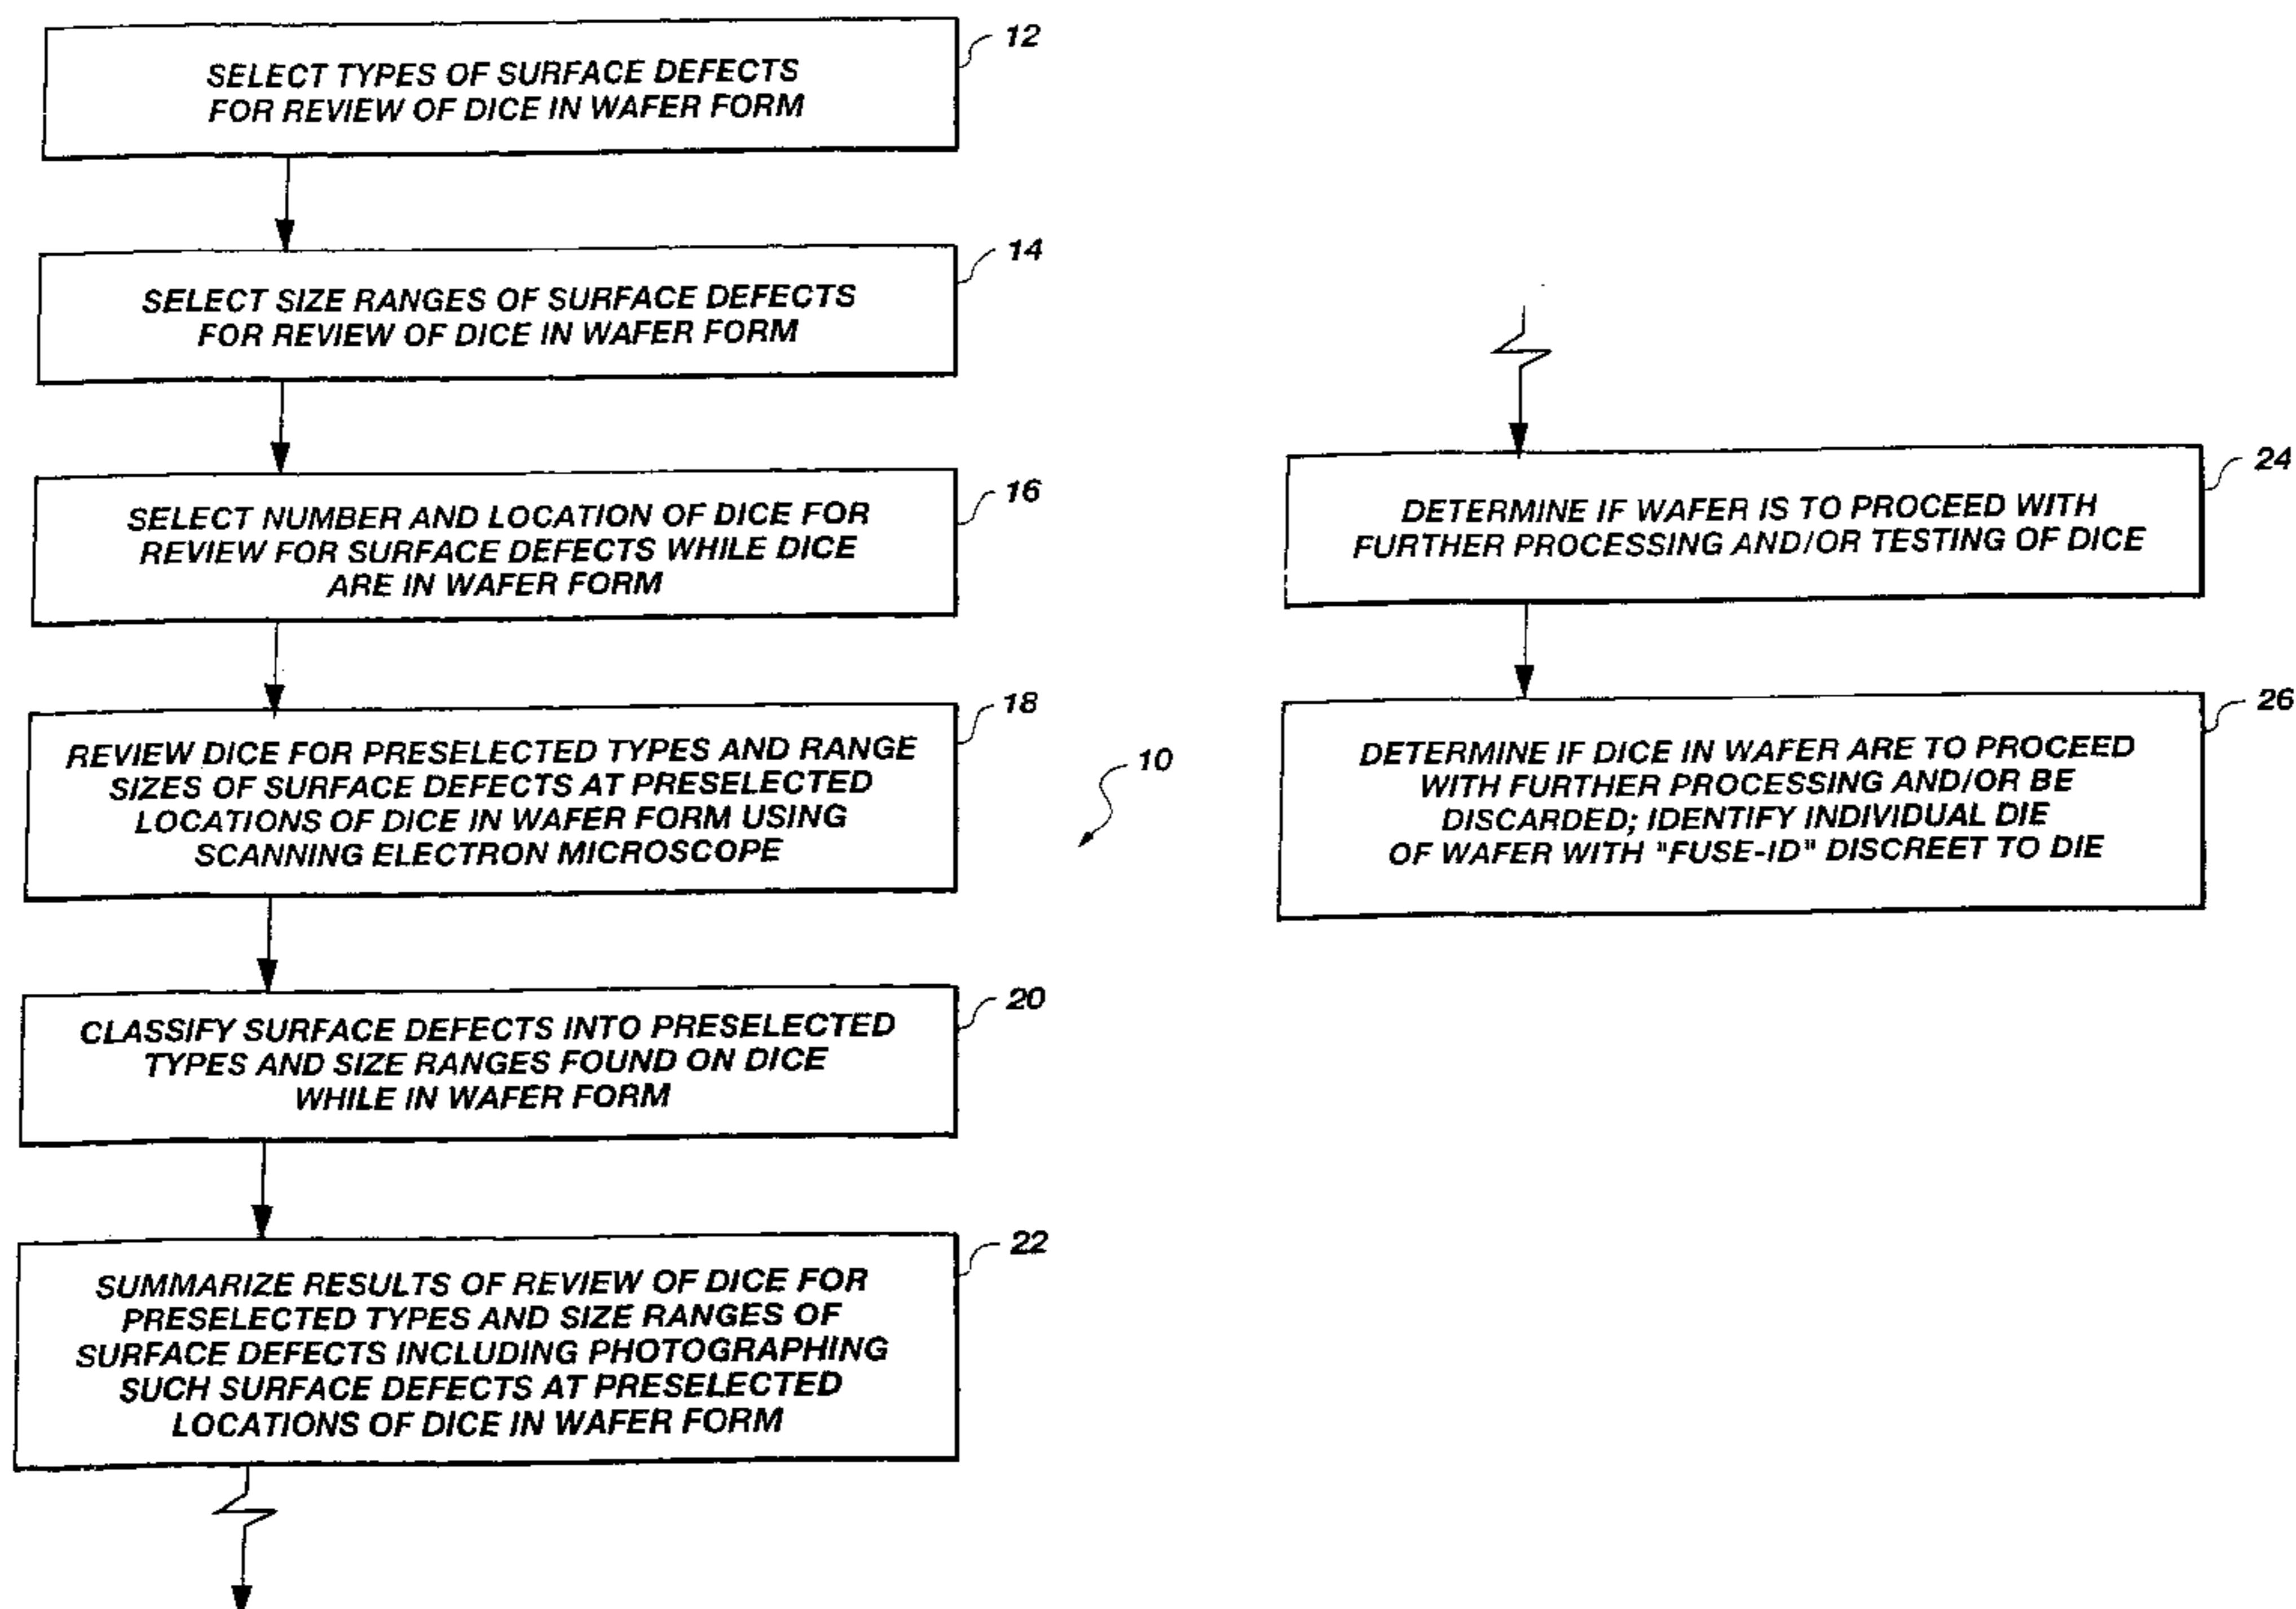 12
SELECT TYPES OF SURFACE DEFECTS
FOR REVIEW OF DICE IN WAFER FORM
14
SELECT SIZE RANGES OF SURFACE DEFECTS
FOR REVIEW OF DICE IN WAFER FORM
16
SELECT NUMBER AND LOCATION OF DICE FOR
REVIEW FOR SURFACE DEFECTS WHILE DICE
ARE IN WAFER FORM
18
REVIEW DICE FOR PRESELECTED TYPES AND RANGE
SIZES OF SURFACE DEFECTS AT PRESELECTED
LOCATIONS OF DICE IN WAFER FORM USING
SCANNING ELECTRON MICROSCOPE
20
CLASSIFY SURFACE DEFECTS INTO PRESELECTED
TYPES AND SIZE RANGES FOUND ON DICE
WHILE IN WAFER FORM
22
SUMMARIZE RESULTS OF REVIEW OF DICE FOR
PRESELECTED TYPES AND SIZE RANGES OF
SURFACE DEFECTS INCLUDING PHOTOGRAPHING
SUCH SURFACE DEFECTS AT PRESELECTED
LOCATIONS OF DICE IN WAFER FORM
10
24
DETERMINE IF WAFER IS TO PROCEED WITH
FURTHER PROCESSING AND/OR TESTING OF DICE
26
DETERMINE IF DICE IN WAFER ARE TO PROCEED
WITH FURTHER PROCESSING AND/OR BE
DISCARDED; IDENTIFY INDIVIDUAL DIE
OF WAFER WITH "FUSE-ID" DISCREET TO DIE